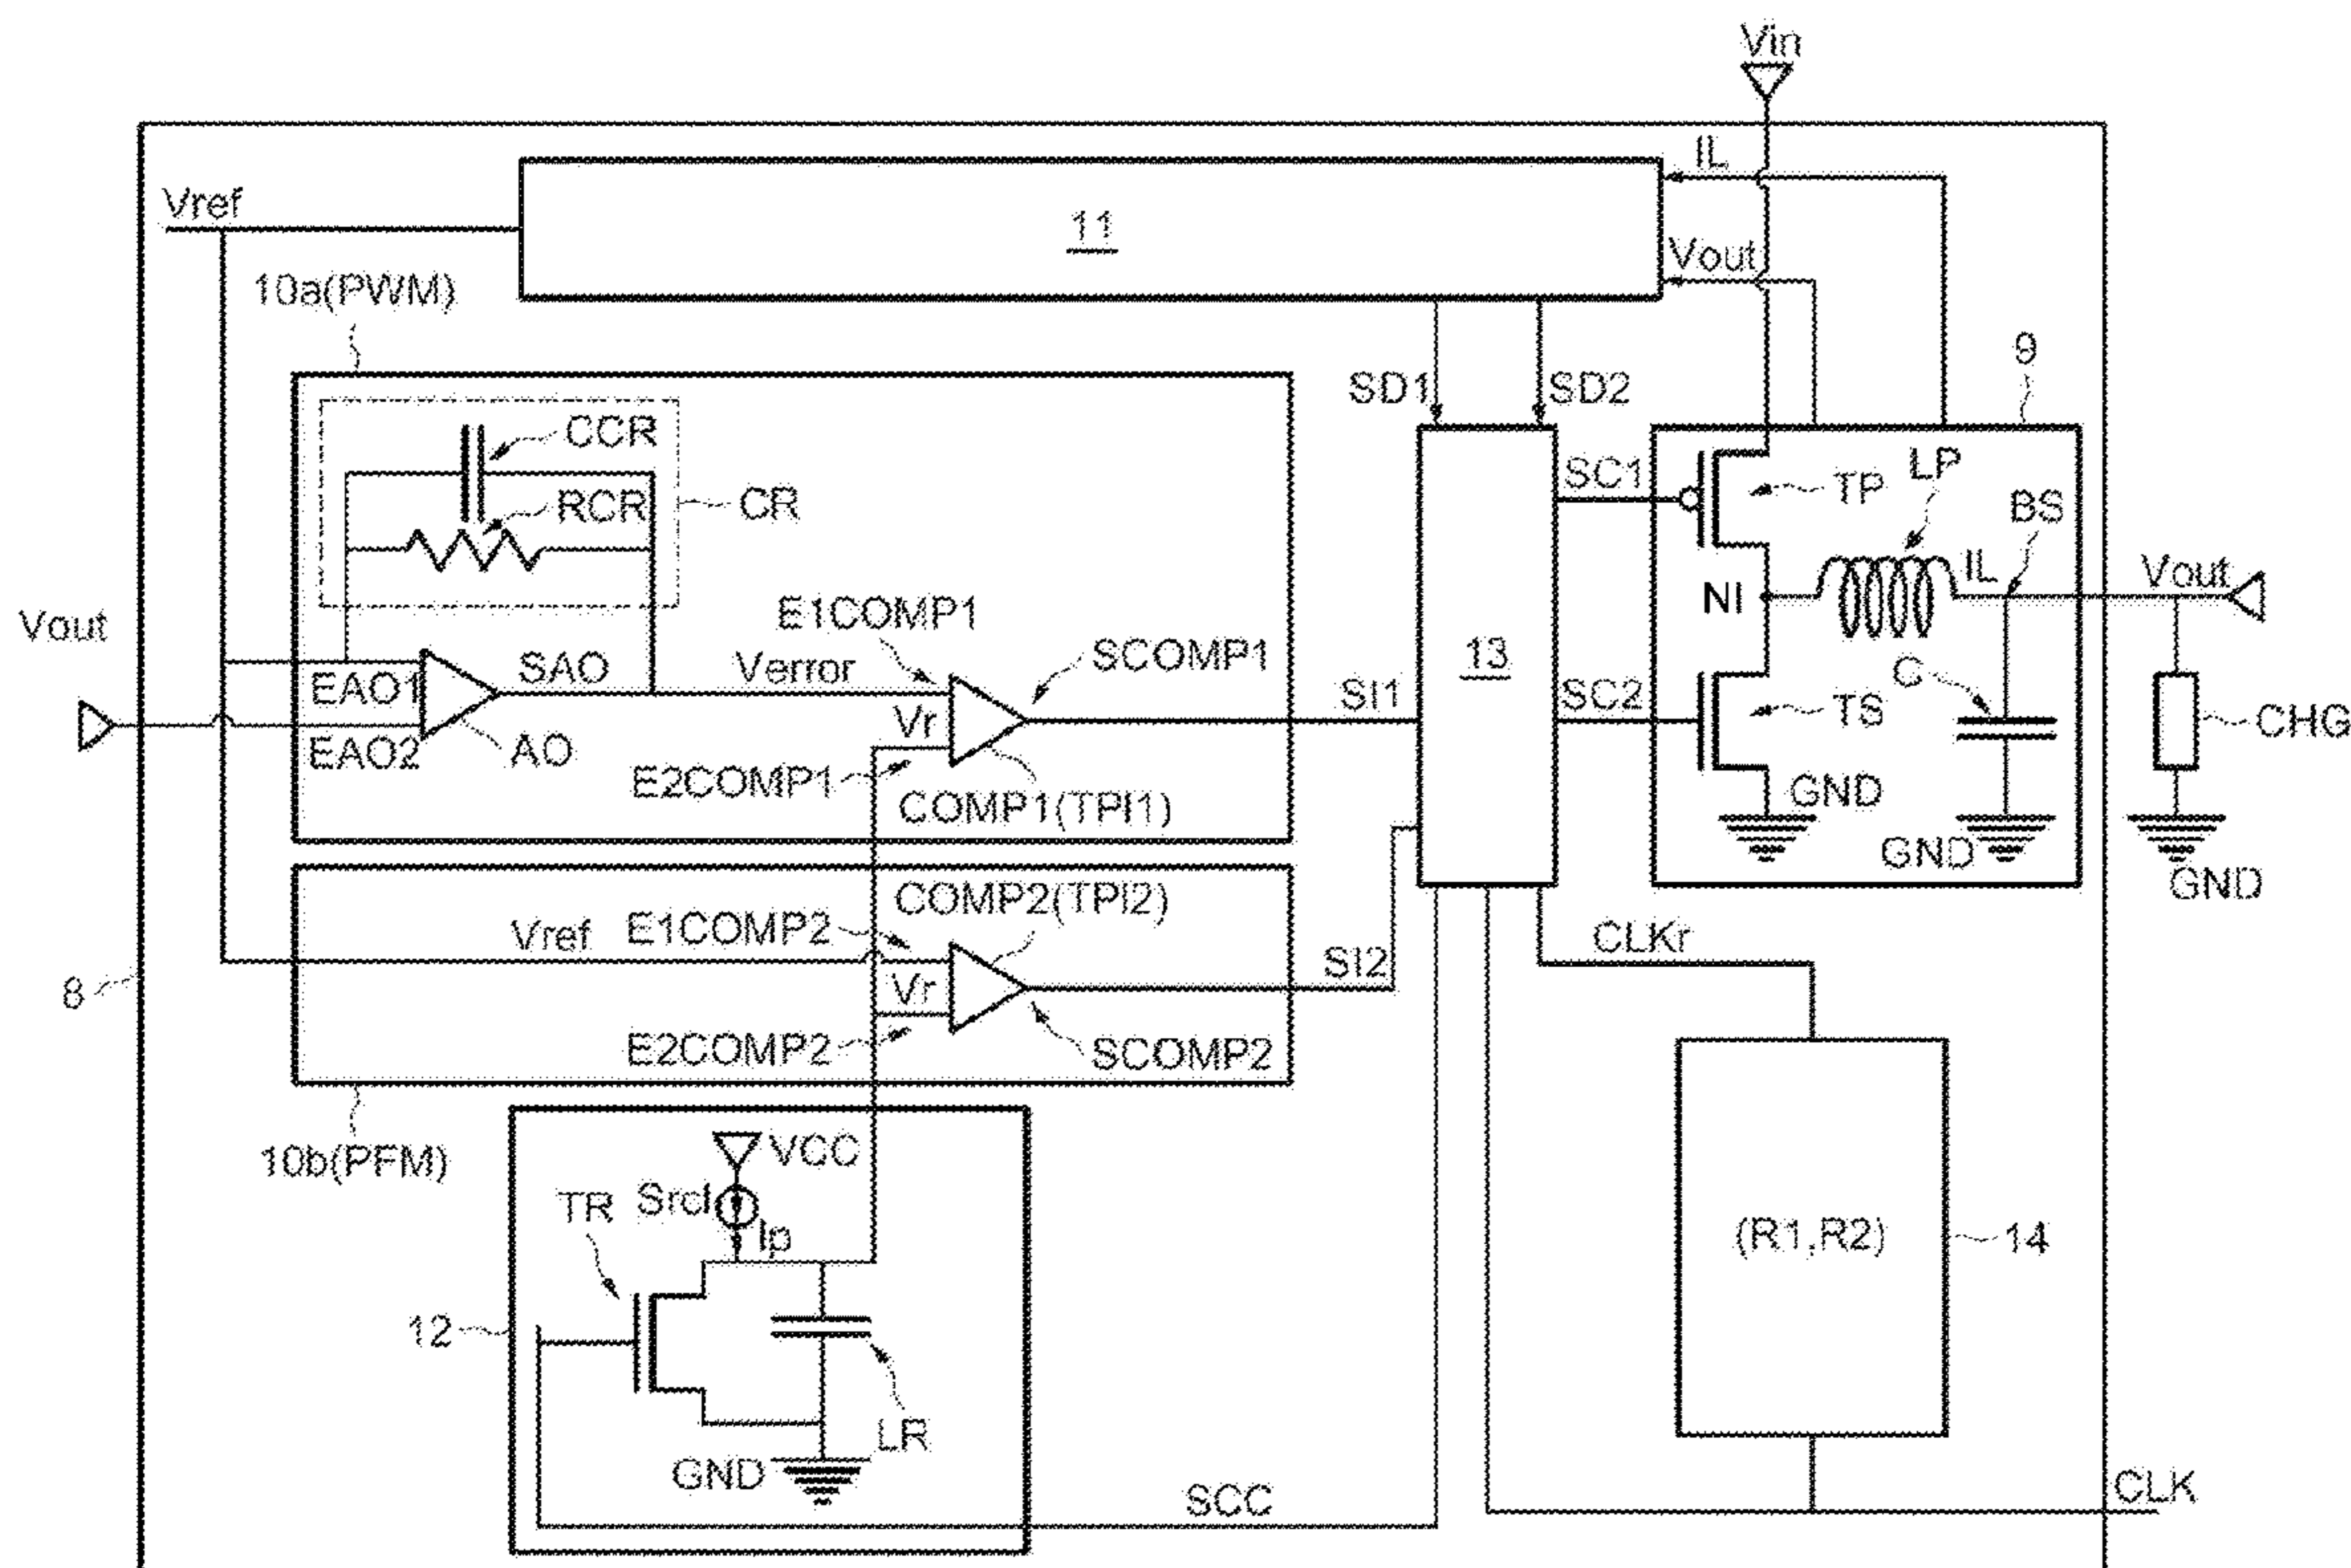 Vin
IL
Vref
11
Vout
10a(PWM)
9
SD1
SD2
CCR
LP
SC1
TP
RCR
CR
BS
IL
Vout
NI
E1COMP1
Vout
SCOMP1
13
SAO
Verror
EAO1
C
SI1
SC2
TS
CHG
Vr
EAO2
AO
E2COMP1
COMP1(TPI1)
GND
GND
GND
COMP2(TPI2)
Vref
E1COMP2
CLKr
SI2
8
Vr
E2COMP2
SCOMP2
10b(PFM)
VCC
TR
SrcI
Ip
(R1,R2)
14
12
LR
GND
SCC
CLK